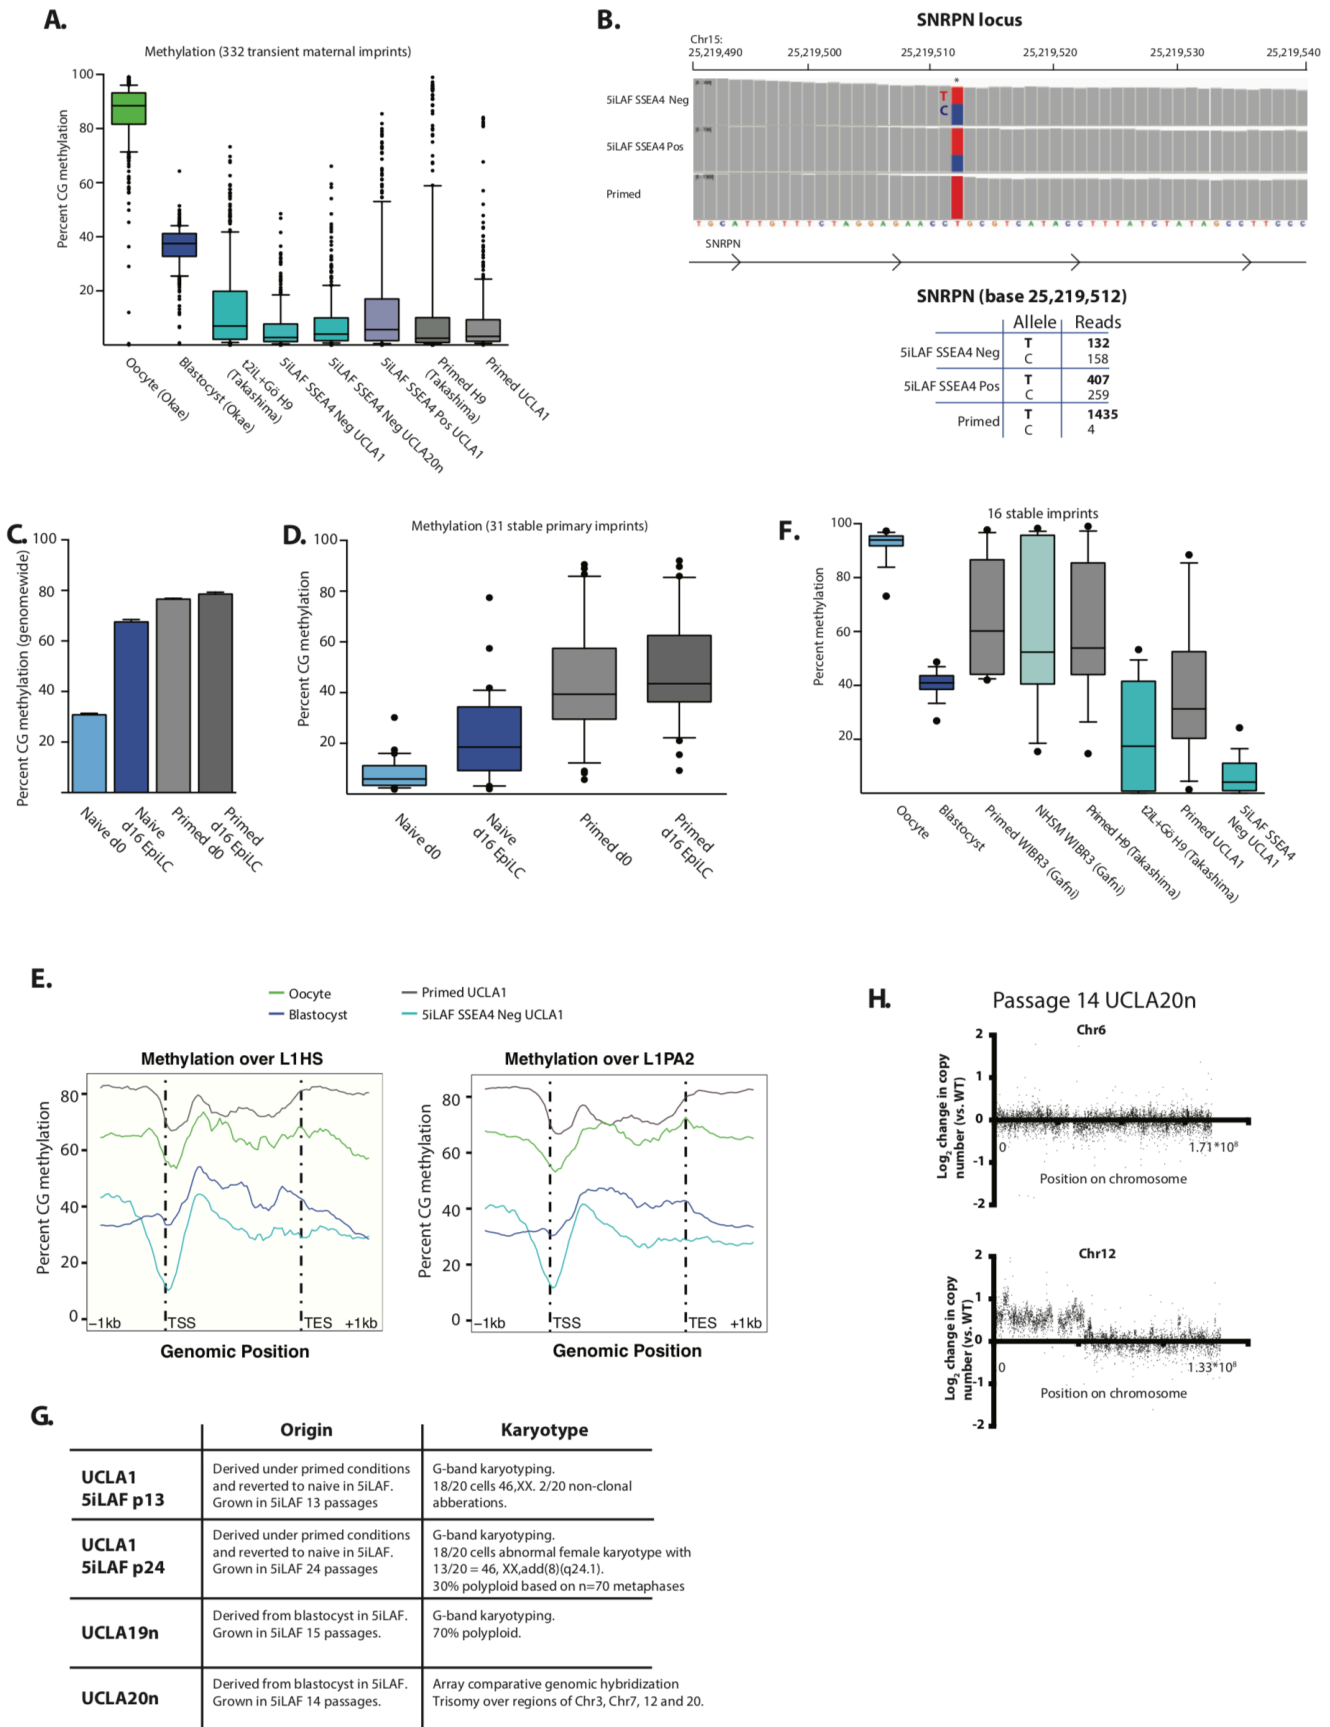 A.
Methylation (332 transient maternal imprints)
Percent CG methylation
100
80
60
40
20
Oocyte (Okae)
Blastocyst (Okae)
t2iL+Gö H9
(Takashima)
5iLAF SSEA4 Neg UCLA1
5iLAF SSEA4 Neg UCLA20n
5iLAF SSEA4 Pos UCLA1
Primed H9
(Takashima)
Primed UCLA1
B.
SNRPN locus
Chr15:
25,219,490 25,219,500 25,219,510 25,219,520 25,219,530 25,219,540
*
5iLAF SSEA4 Neg
T
C
5iLAF SSEA4 Pos
Primed
T G C A T T G T T T C T A G G A G A A C C T G C G T C A T A C C T T T A T C T A T A G C C T T C C C
SNRPN
SNRPN (base 25,219,512)
Allele Reads
5iLAF SSEA4 Neg
T 132
C 158
5iLAF SSEA4 Pos
T 407
C 259
Primed
T 1435
C 4
C.
Percent CG methylation (genomewide)
100
80
60
40
20
Naive d0
Naive
d16 EpiLC
Primed d0
Primed
d16 EpiLC
D.
Methylation (31 stable primary imprints)
Percent CG methylation
100
80
60
40
20
Naive d0
Naive
d16 EpiLC
Primed d0
Primed
d16 EpiLC
F.
16 stable imprints
Percent methylation
100
80
60
40
20
Oocyte
Blastocyst
Primed WIBR3 (Gafni)
NHSM WIBR3 (Gafni)
Primed H9 (Takashima)
t2iL+Gö H9 (Takashima)
Primed UCLA1
5iLAF SSEA4
Neg UCLA1
E.
Oocyte
Blastocyst
Primed UCLA1
5iLAF SSEA4 Neg UCLA1
Methylation over L1HS
Percent CG methylation
80
60
40
20
0
−1kb TSS TES +1kb
Genomic Position
Methylation over L1PA2
Percent CG methylation
80
60
40
20
0
−1kb TSS TES +1kb
Genomic Position
H.
Passage 14 UCLA20n
Chr6
Log2 change in copy
number (vs. WT)
2
1
0
-1
-2
0
1.71*10⁸
Position on chromosome
Chr12
Log2 change in copy
number (vs. WT)
2
1
0
-1
-2
0
1.33*10⁸
Position on chromosome
G.
Origin Karyotype
UCLA1
5iLAF p13
Derived under primed conditions
and reverted to naive in 5iLAF.
Grown in 5iLAF 13 passages
G-band karyotyping.
18/20 cells 46,XX. 2/20 non-clonal
abberations.
UCLA1
5iLAF p24
Derived under primed conditions
and reverted to naive in 5iLAF.
Grown in 5iLAF 24 passages
G-band karyotyping.
18/20 cells abnormal female karyotype with
13/20 = 46, XX,add(8)(q24.1).
30% polyploid based on n=70 metaphases
UCLA19n
Derived from blastocyst in 5iLAF.
Grown in 5iLAF 15 passages.
G-band karyotyping.
70% polyploid.
UCLA20n
Derived from blastocyst in 5iLAF.
Grown in 5iLAF 14 passages.
Array comparative genomic hybridization
Trisomy over regions of Chr3, Chr7, 12 and 20.